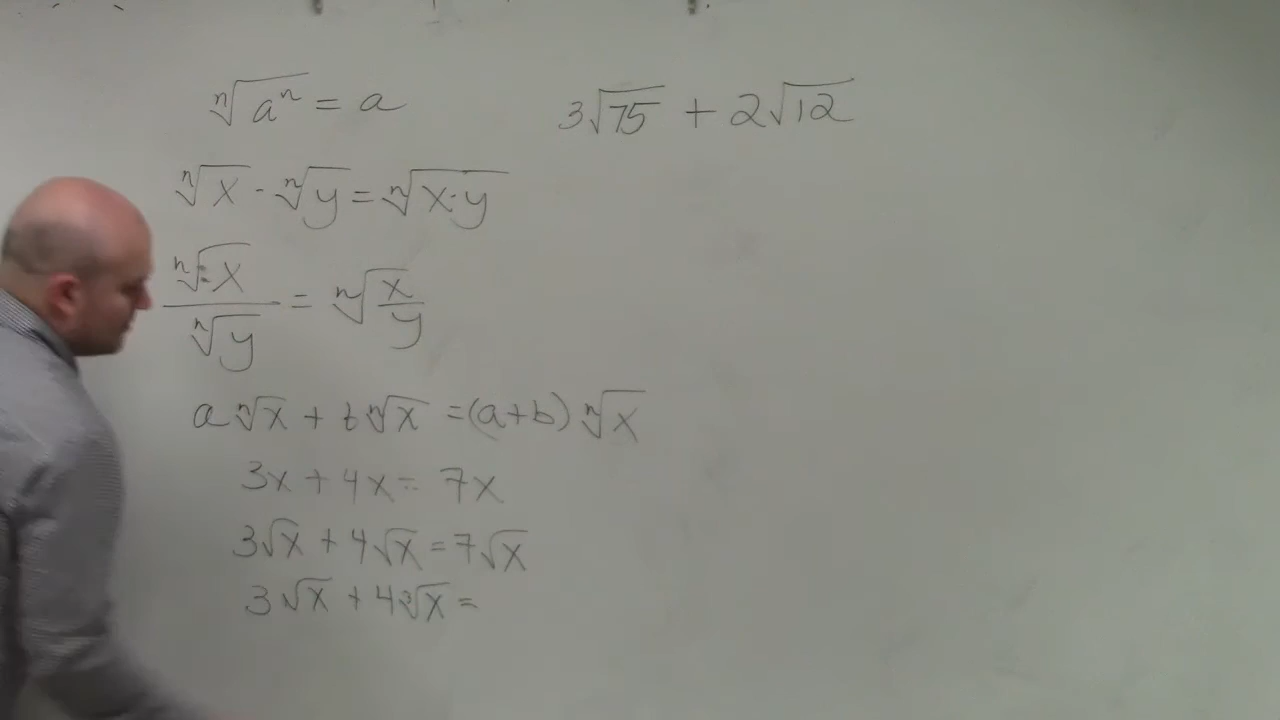 ⁿ√aⁿ = a
3√75 + 2√12
ⁿ√x · ⁿ√y = ⁿ√x·y
ⁿ√x / ⁿ√y = ⁿ√x/y
a ⁿ√x + b ⁿ√x = (a+b) ⁿ√x
3x + 4x = 7x
3√x + 4√x = 7√x
3√x + 4∛x =